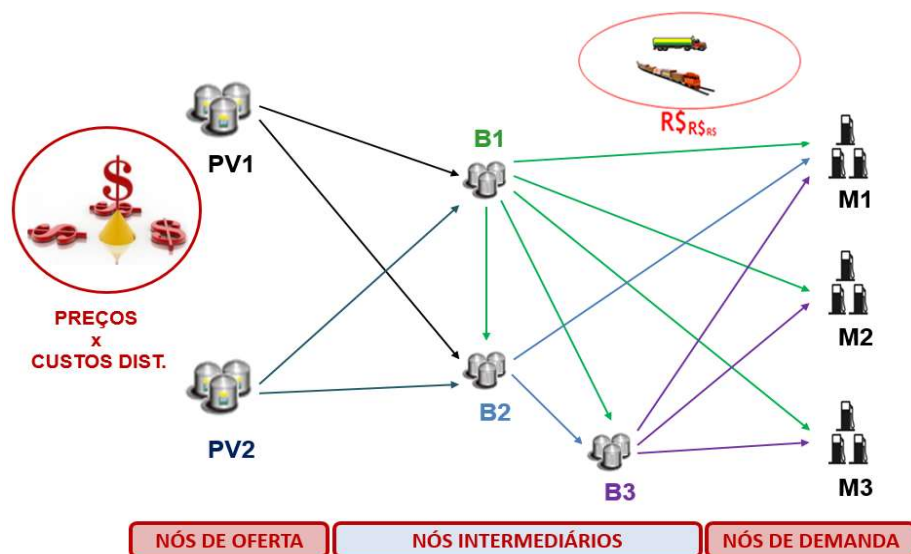 R$R$R$
PV1
B1
M1
PREÇOS
x
CUSTOS DIST.
M2
B2
PV2
B3
M3
NÓS DE OFERTA
NÓS INTERMEDIÁRIOS
NÓS DE DEMANDA